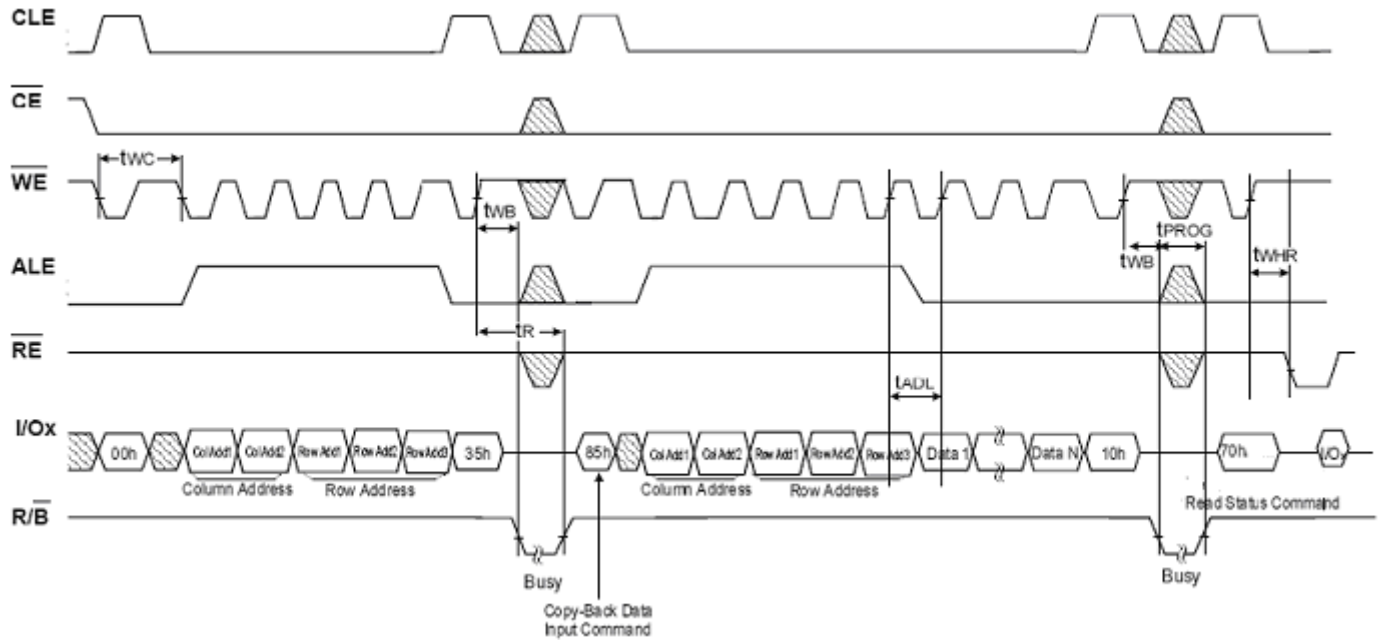 CLE
CE
tWC
WE
tWB
tPROG
tWB
tWHR
ALE
tR
RE
tADL
I/Ox
00h
Col Add1
Col Add2
Row Add1
Row Add2
Row Add3
35h
85h
Col Add1
Col Add2
Row Add1
Row Add2
Row Add3
Data 1
Data N
10h
70h
I/Ox
Column Address
Row Address
Column Address
Row Address
Read Status Command
R/B
Busy
Busy
Copy-Back Data
Input Command